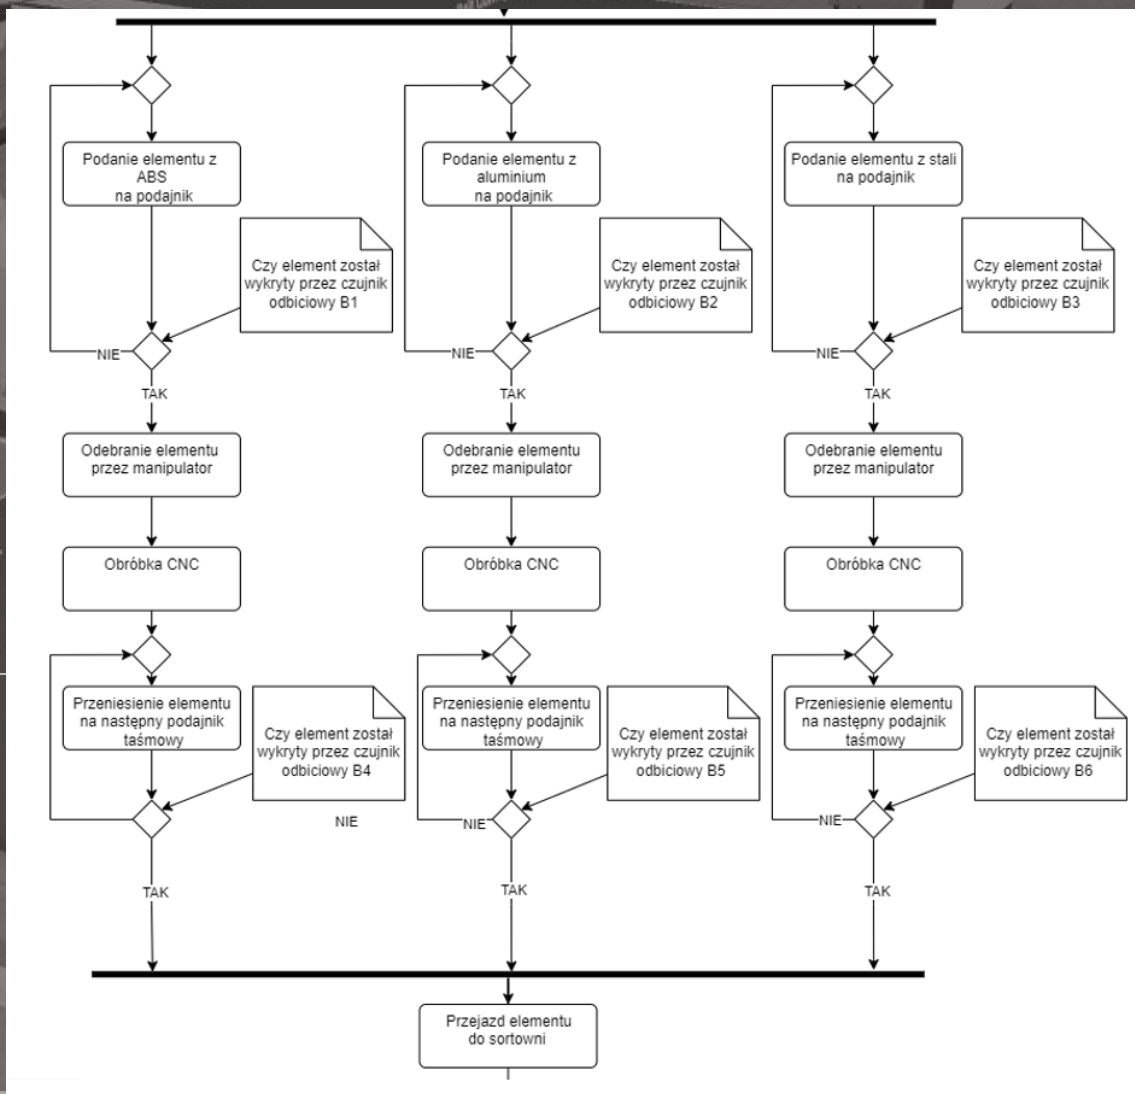 Podanie elementu z
ABS
na podajnik
Podanie elementu z
aluminium
na podajnik
Podanie elementu z stali
na podajnik
Czy element został
wykryty przez czujnik
odbiciowy B1
Czy element został
wykryty przez czujnik
odbiciowy B2
Czy element został
wykryty przez czujnik
odbiciowy B3
NIE
NIE
NIE
TAK
TAK
TAK
Odebranie elementu
przez manipulator
Odebranie elementu
przez manipulator
Odebranie elementu
przez manipulator
Obróbka CNC
Obróbka CNC
Obróbka CNC
Przeniesienie elementu
na następny podajnik
taśmowy
Przeniesienie elementu
na następny podajnik
taśmowy
Przeniesienie elementu
na następny podajnik
taśmowy
Czy element został
wykryty przez czujnik
odbiciowy B4
Czy element został
wykryty przez czujnik
odbiciowy B5
Czy element został
wykryty przez czujnik
odbiciowy B6
NIE
NIE
NIE
TAK
TAK
TAK
Przejazd elementu
do sortowni